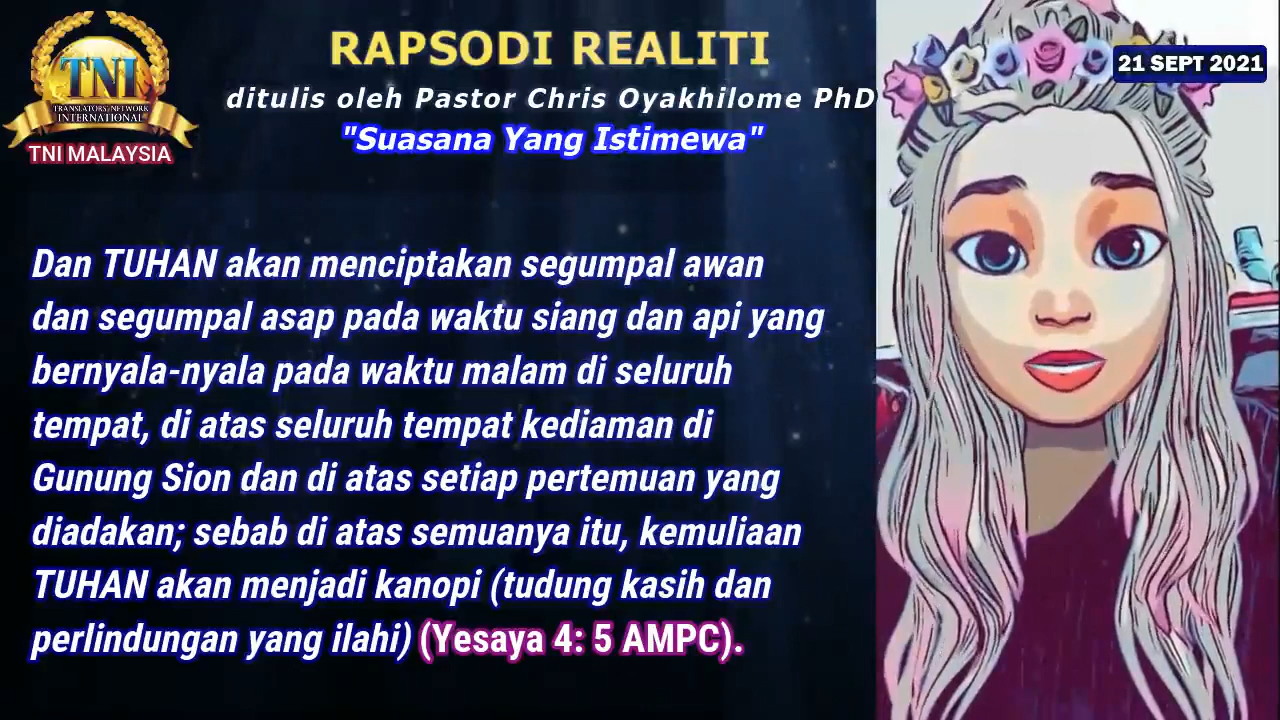 TNI
TRANSLATORS' NETWORK
INTERNATIONAL
TNI MALAYSIA
RAPSODI REALITI
ditulis oleh Pastor Chris Oyakhilome PhD
"Suasana Yang Istimewa"
21 SEPT 2021
Dan TUHAN akan menciptakan segumpal awan
dan segumpal asap pada waktu siang dan api yang
bernyala-nyala pada waktu malam di seluruh
tempat, di atas seluruh tempat kediaman di
Gunung Sion dan di atas setiap pertemuan yang
diadakan; sebab di atas semuanya itu, kemuliaan
TUHAN akan menjadi kanopi (tudung kasih dan
perlindungan yang ilahi) (Yesaya 4: 5 AMPC).